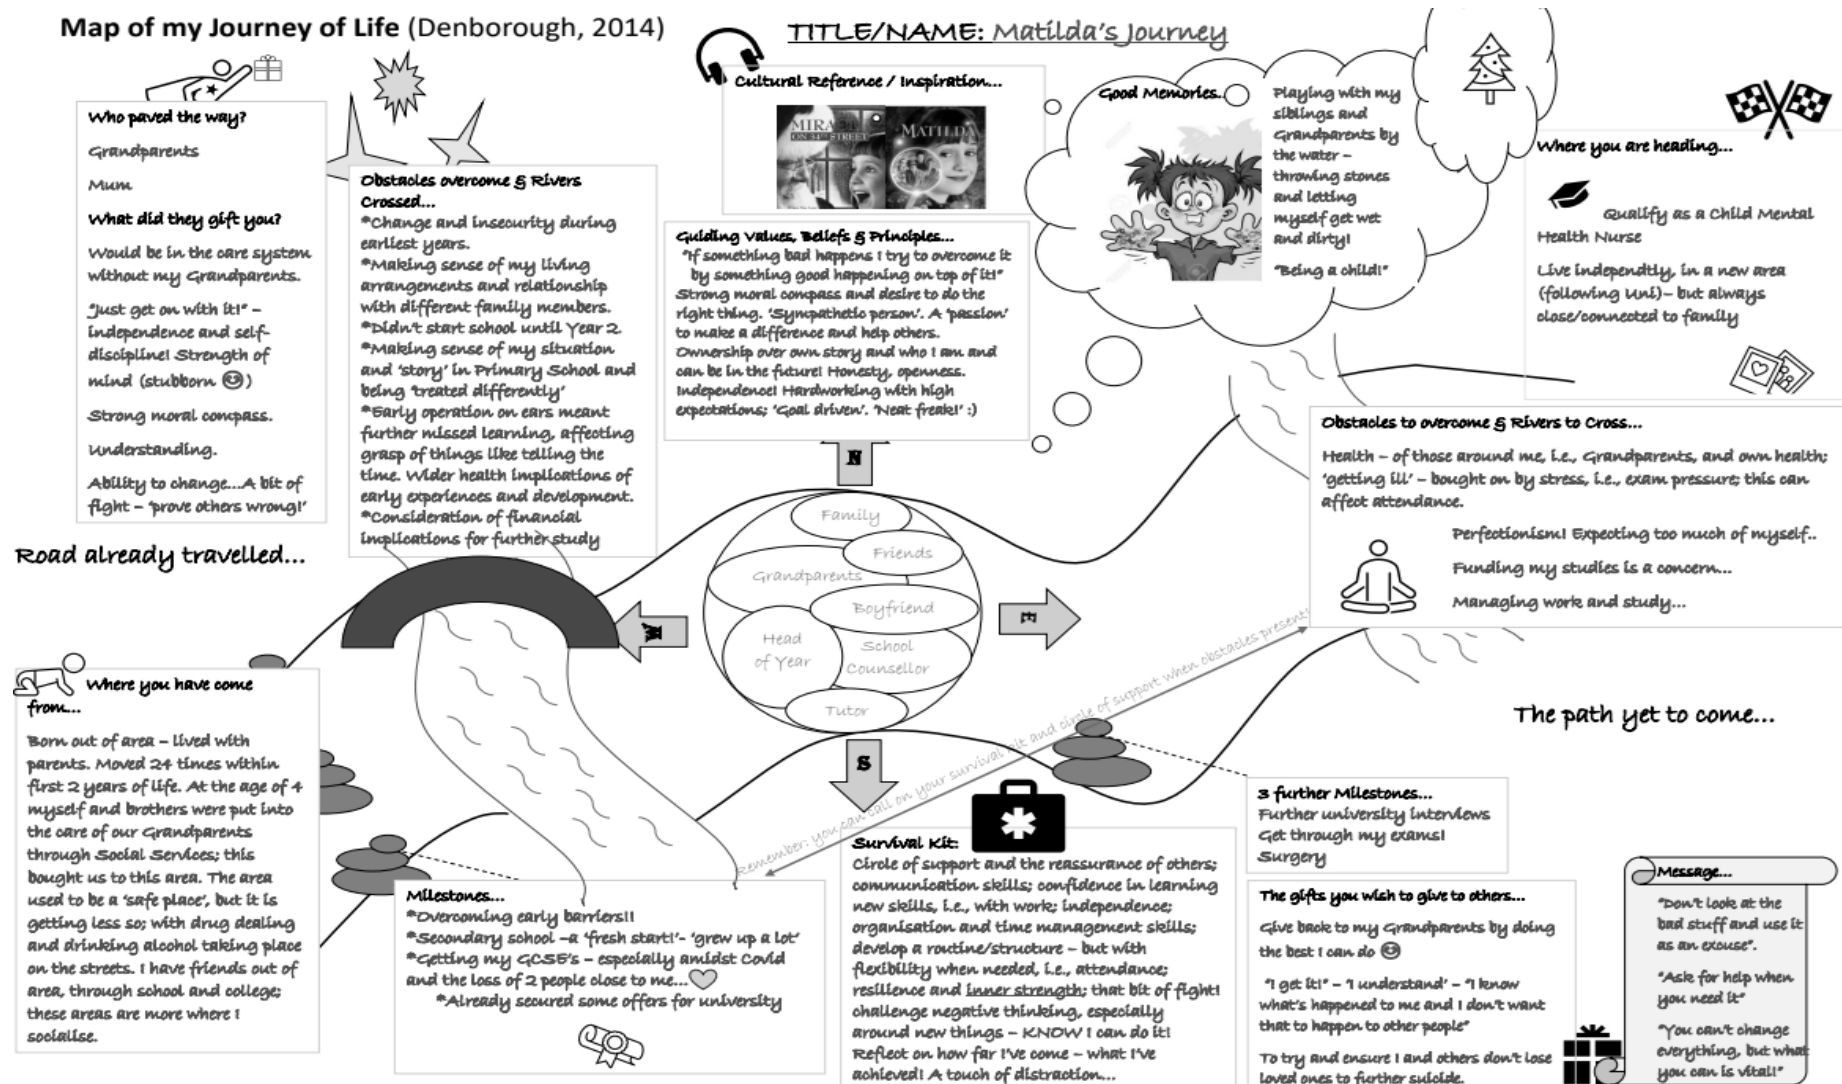 Map of my Journey of Life (Denborough, 2014)
TITLE/NAME: Matilda's Journey
Who paved the way?
Grandparents
Mum
What did they gift you?
Would be in the care system
without my Grandparents.
"Just get on with it!" –
independence and self-
discipline! Strength of
mind (stubborn 😊)
Strong moral compass.
Understanding.
Ability to change...A bit of
fight – 'prove others wrong!'
Obstacles overcome & Rivers
Crossed...
*Change and insecurity during
earliest years.
*Making sense of my living
arrangements and relationship
with different family members.
*Didn't start school until Year 2.
*Making sense of my situation
and 'story' in Primary School and
being 'treated differently'
*Early operation on ears meant
further missed learning, affecting
grasp of things like telling the
time. Wider health implications of
early experiences and development.
*Consideration of financial
implications for further study
Cultural Reference / Inspiration...
MIRACLE
ON 34TH STREET
MATILDA
Guiding Values, Beliefs & Principles...
"If something bad happens I try to overcome it
by something good happening on top of it!"
Strong moral compass and desire to do the
right thing. 'Sympathetic person'. A 'passion'
to make a difference and help others.
Ownership over own story and who I am and
can be in the future! Honesty, openness.
Independence! Hardworking with high
expectations; 'Goal driven'. 'Neat freak!' :)
Good Memories...
Playing with my
siblings and
Grandparents by
the water –
throwing stones
and letting
myself get wet
and dirty!
"Being a child!"
Where you are heading...
Qualify as a Child Mental
Health Nurse
Live independtly, in a new area
(following Uni)– but always
close/connected to family
Obstacles to overcome & Rivers to Cross...
Health – of those around me, i.e., Grandparents, and own health;
'getting ill' – bought on by stress, i.e., exam pressure; this can
affect attendance.
Perfectionism! Expecting too much of myself..
Funding my studies is a concern...
Managing work and study...
Road already travelled...
N
W
E
S
Family
Friends
Grandparents
Boyfriend
Head
of Year
School
Counsellor
Tutor
Remember: you can call on your survival kit and circle of support when obstacles present!
The path yet to come...
Where you have come
from...
Born out of area – lived with
parents. Moved 24 times within
first 2 years of life. At the age of 4
myself and brothers were put into
the care of our Grandparents
through Social Services; this
bought us to this area. The area
used to be a 'safe place', but it is
getting less so; with drug dealing
and drinking alcohol taking place
on the streets. I have friends out of
area, through school and college;
these areas are more where I
socialise.
Milestones...
*Overcoming early barriers!!
*Secondary school –a 'fresh start!'- 'grew up a lot'
*Getting my GCSE's – especially amidst Covid
and the loss of 2 people close to me...
*Already secured some offers for university
Survival Kit:
Circle of support and the reassurance of others;
communication skills; confidence in learning
new skills, i.e., with work; independence;
organisation and time management skills;
develop a routine/structure – but with
flexibility when needed, i.e., attendance;
resilience and inner strength; that bit of fight!
challenge negative thinking, especially
around new things – KNOW I can do it!
Reflect on how far I've come – what I've
achieved! A touch of distraction...
3 further Milestones...
Further university interviews
Get through my exams!
Surgery
The gifts you wish to give to others...
Give back to my Grandparents by doing
the best I can do 😊
"I get it!" – 'I understand' – "I know
what's happened to me and I don't want
that to happen to other people"
To try and ensure I and others don't lose
loved ones to further suicide.
Message...
"Don't look at the
bad stuff and use it
as an excuse".
"Ask for help when
you need it"
"You can't change
everything, but what
you can is vital!"